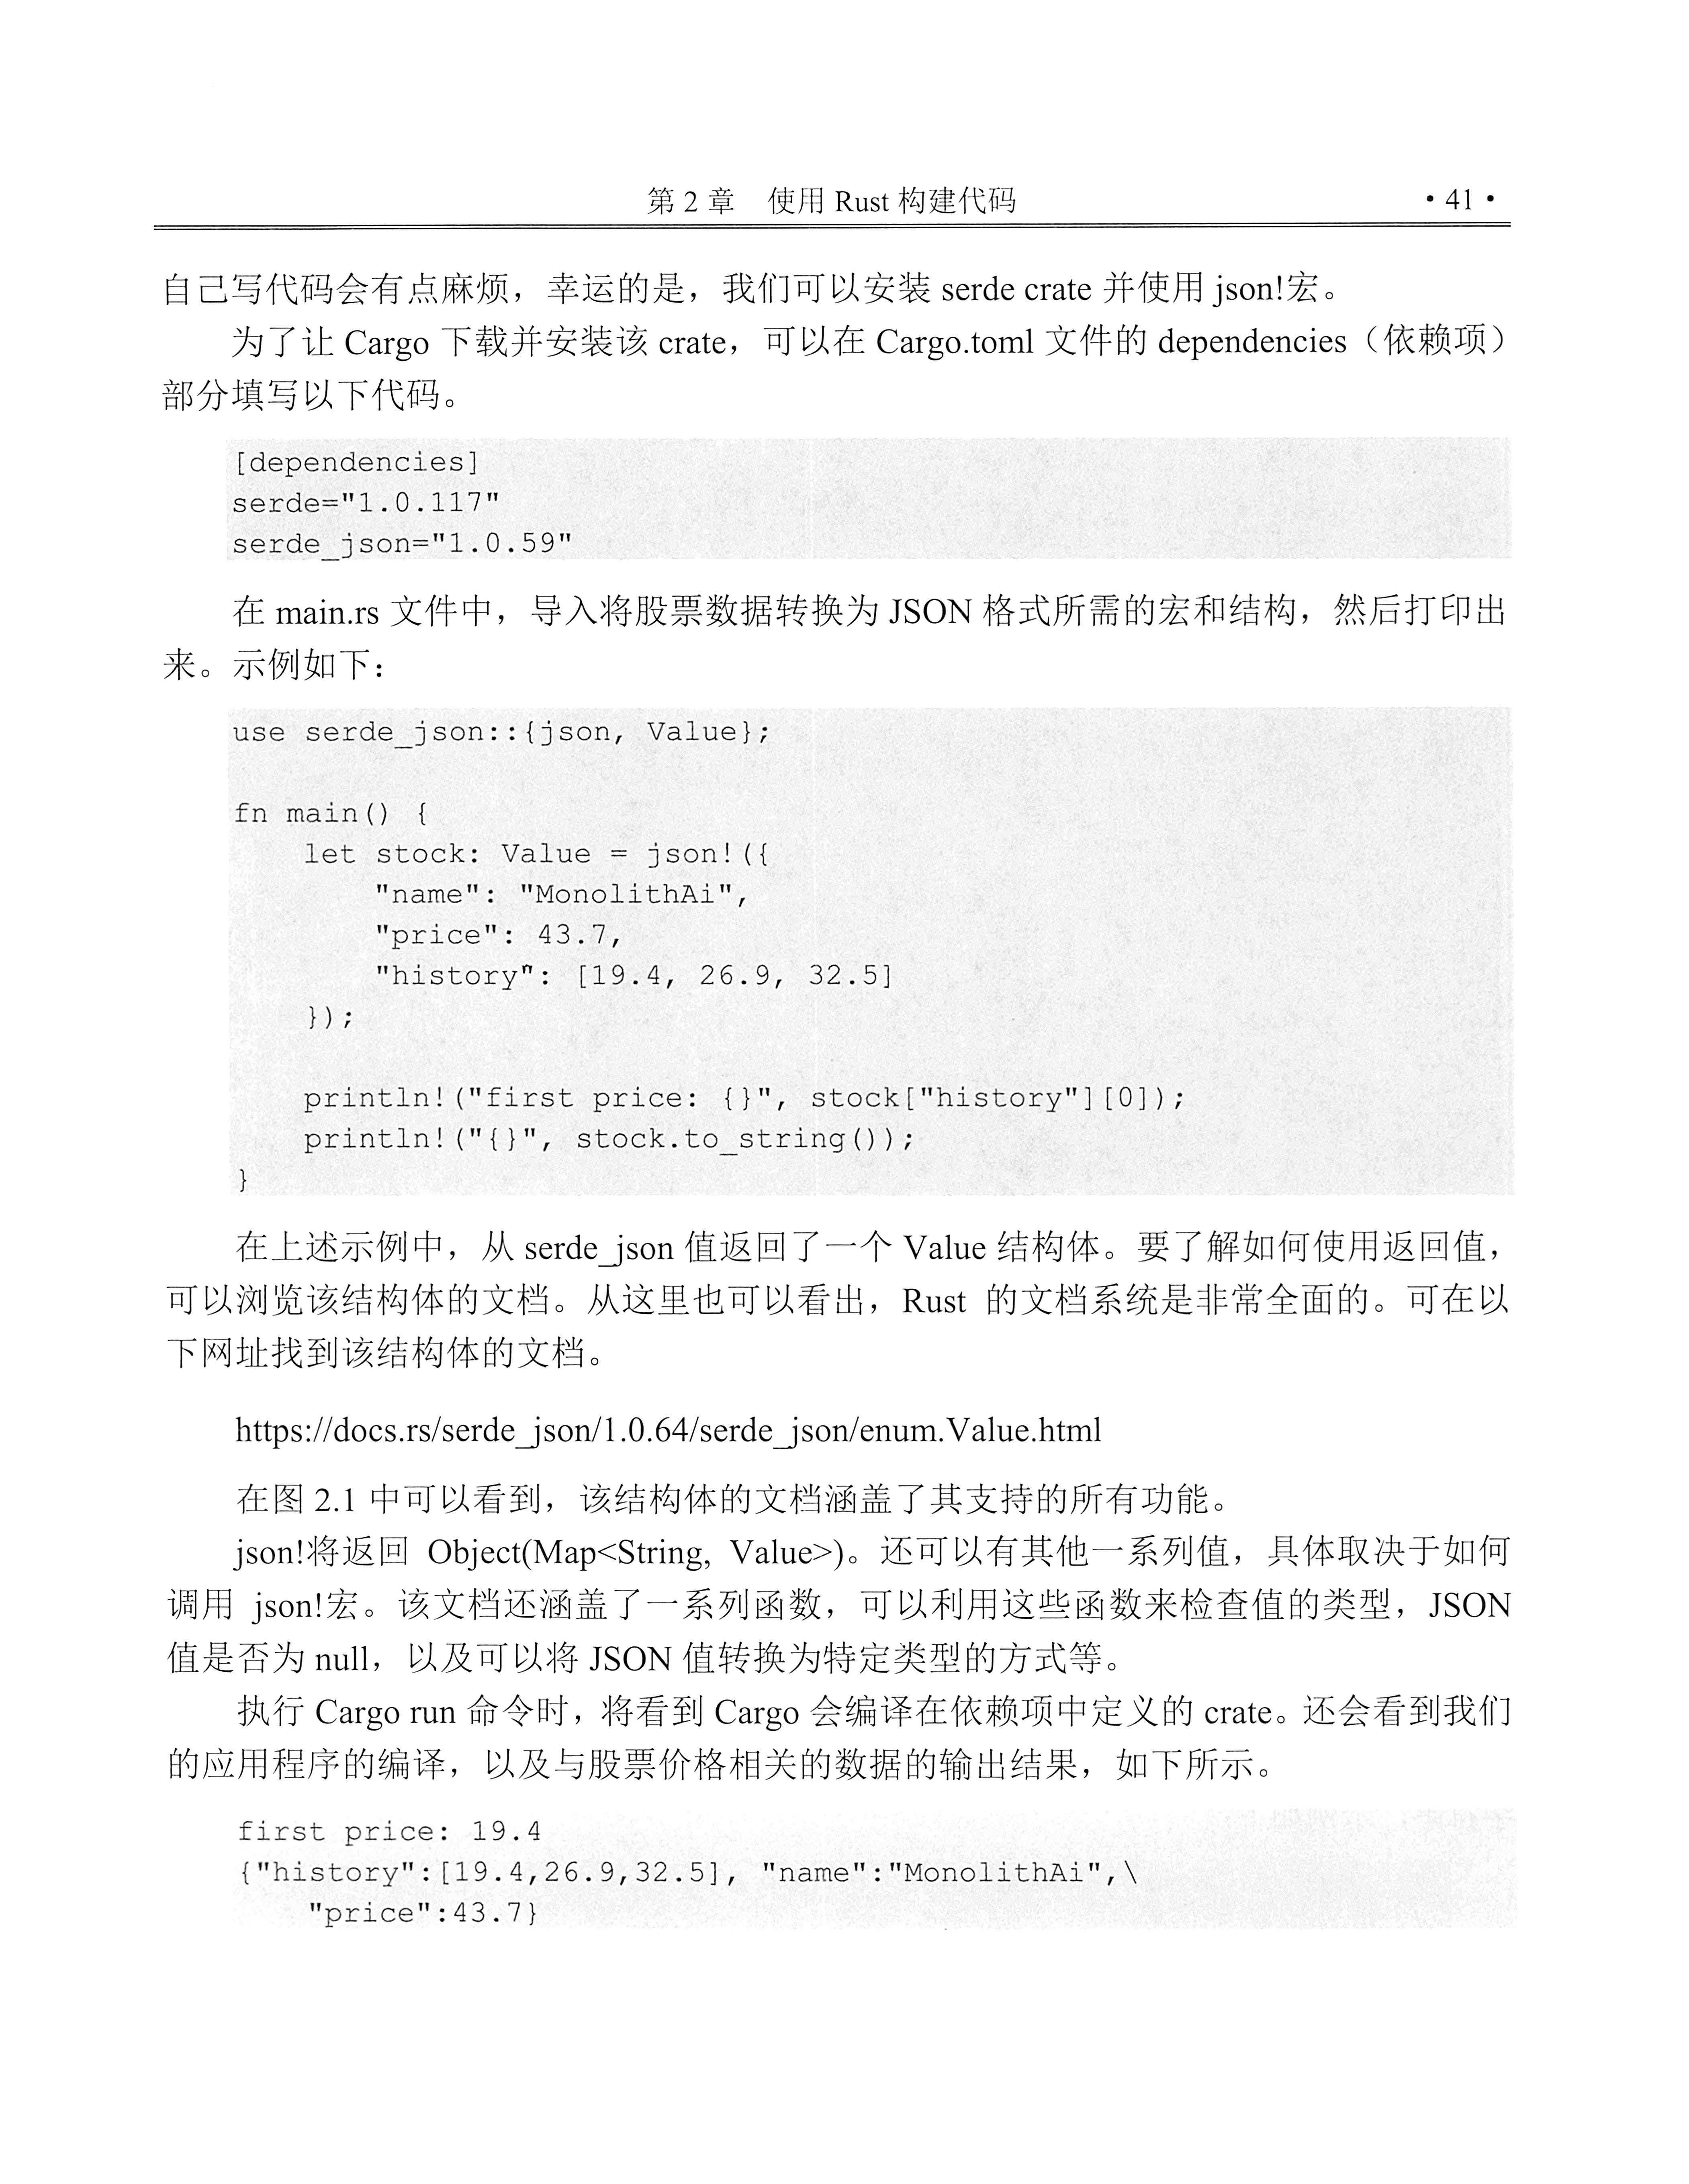 第 2 章　使用 Rust 构建代码 • 41 •
自己写代码会有点麻烦，幸运的是，我们可以安装 serde crate 并使用 json!宏。
为了让 Cargo 下载并安装该 crate，可以在 Cargo.toml 文件的 dependencies（依赖项）
部分填写以下代码。
[dependencies]
serde="1.0.117"
serde_json="1.0.59"
在 main.rs 文件中，导入将股票数据转换为 JSON 格式所需的宏和结构，然后打印出
来。示例如下：
use serde_json::{json, Value};
fn main() {
    let stock: Value = json!({
        "name": "MonolithAi",
        "price": 43.7,
        "history": [19.4, 26.9, 32.5]
    });
    println!("first price: {}", stock["history"][0]);
    println!("{}", stock.to_string());
}
在上述示例中，从 serde_json 值返回了一个 Value 结构体。要了解如何使用返回值，
可以浏览该结构体的文档。从这里也可以看出，Rust 的文档系统是非常全面的。可在以
下网址找到该结构体的文档。
https://docs.rs/serde_json/1.0.64/serde_json/enum.Value.html
在图 2.1 中可以看到，该结构体的文档涵盖了其支持的所有功能。
json!将返回 Object(Map<String, Value>)。还可以有其他一系列值，具体取决于如何
调用 json!宏。该文档还涵盖了一系列函数，可以利用这些函数来检查值的类型，JSON
值是否为 null，以及可以将 JSON 值转换为特定类型的方式等。
执行 Cargo run 命令时，将看到 Cargo 会编译在依赖项中定义的 crate。还会看到我们
的应用程序的编译，以及与股票价格相关的数据的输出结果，如下所示。
first price: 19.4
{"history":[19.4,26.9,32.5], "name":"MonolithAi",\
    "price":43.7}